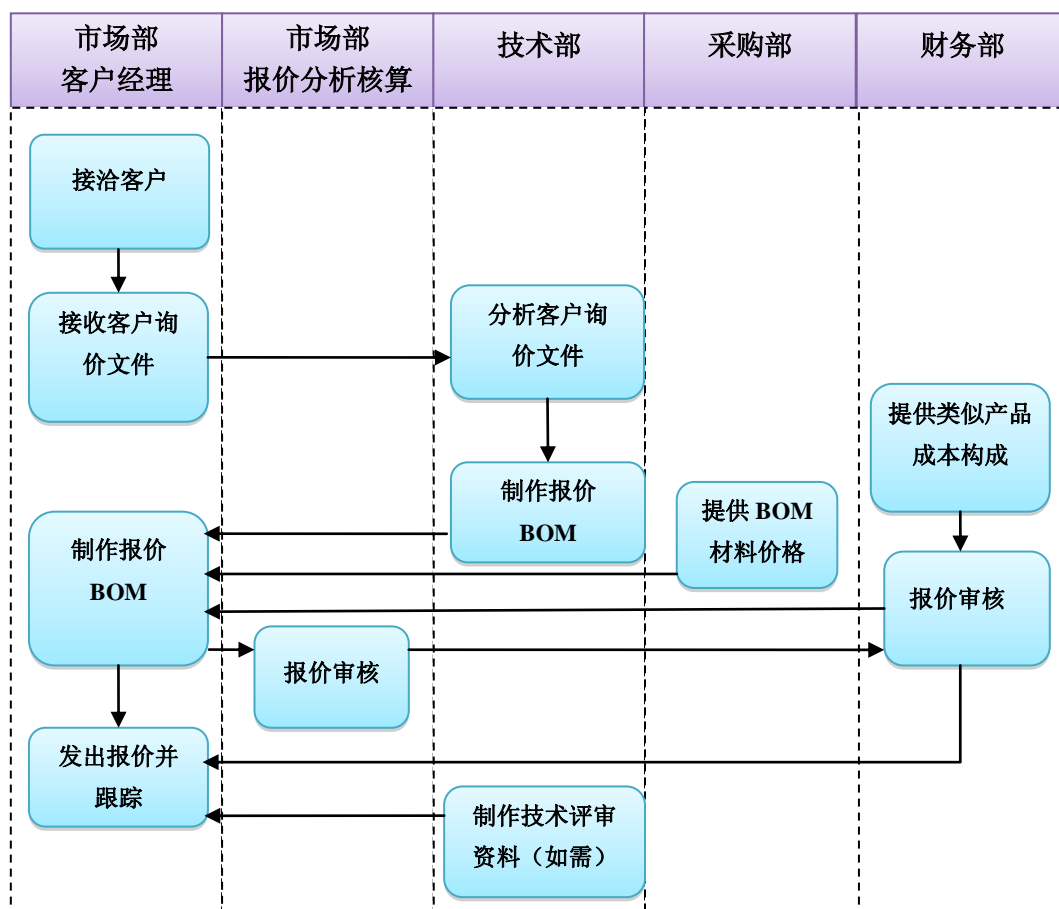 市场部
客户经理
市场部
报价分析核算
技术部
采购部
财务部
接洽客户
接收客户询
价文件
分析客户询
价文件
提供类似产品
成本构成
制作报价
BOM
提供 BOM
材料价格
制作报价
BOM
报价审核
报价审核
发出报价并
跟踪
制作技术评审
资料（如需）